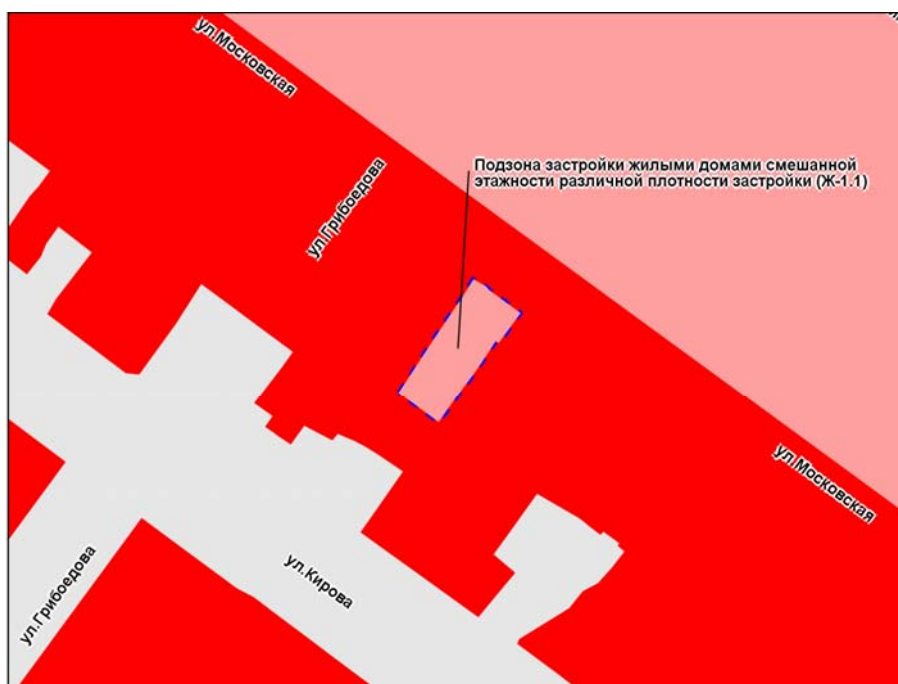 ул.Московская
ул.Грибоедова
Подзона застройки жилыми домами смешанной
этажности различной плотности застройки (Ж-1.1)
ул.Московская
ул.Кирова
ул.Грибоедова